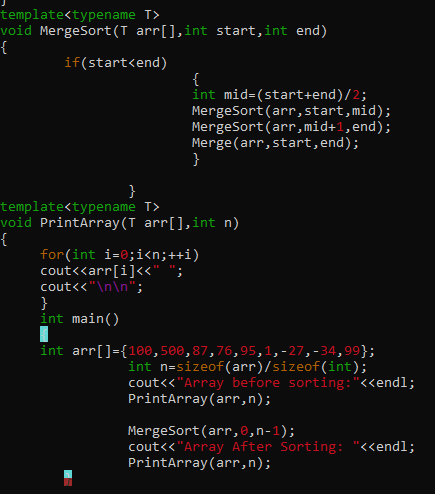 }
template<typename T>
void MergeSort(T arr[],int start,int end)
{
if(start<end)
{
int mid=(start+end)/2;
MergeSort(arr,start,mid);
MergeSort(arr,mid+1,end);
Merge(arr,start,end);
}
}
template<typename T>
void PrintArray(T arr[],int n)
{
for(int i=0;i<n;++i)
cout<<arr[i]<<" ";
cout<<"\n\n";
}
int main()
{
int arr[]={100,500,87,76,95,1,-27,-34,99};
int n=sizeof(arr)/sizeof(int);
cout<<"Array before sorting:"<<endl;
PrintArray(arr,n);
MergeSort(arr,0,n-1);
cout<<"Array After Sorting: "<<endl;
PrintArray(arr,n);
}